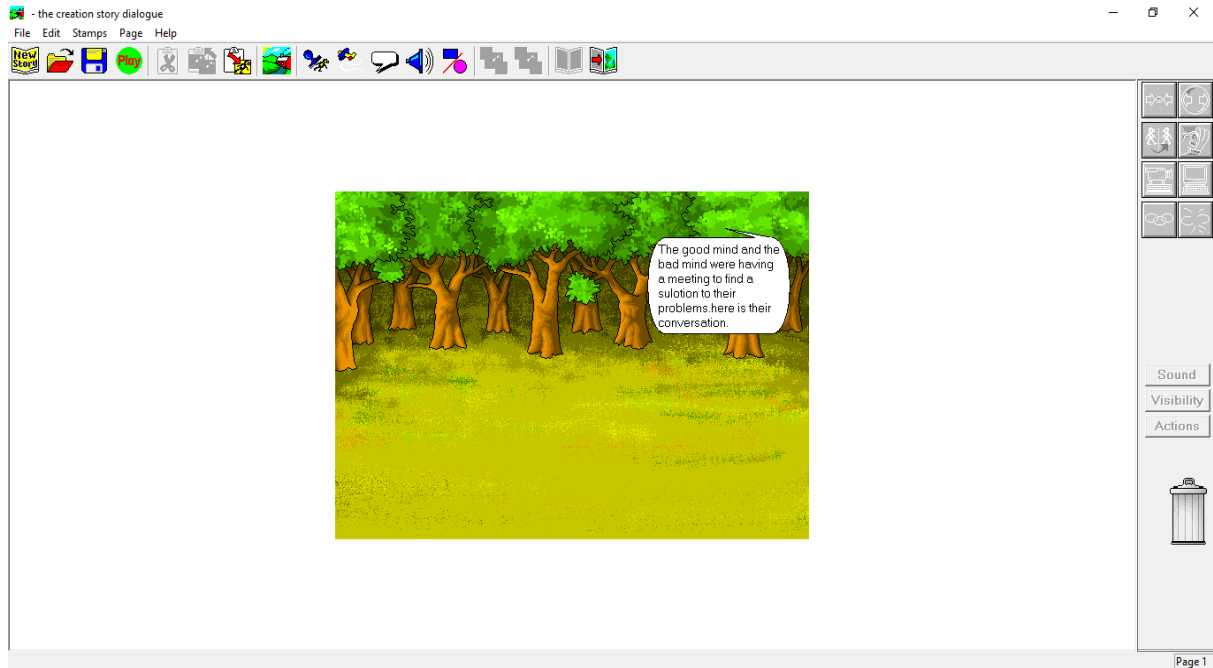 - the creation story dialogue
File Edit Stamps Page Help
New Story
Play
The good mind and the
bad mind were having
a meeting to find a
sulotion to their
problems.here is their
conversation.
Sound
Visibility
Actions
Page 1